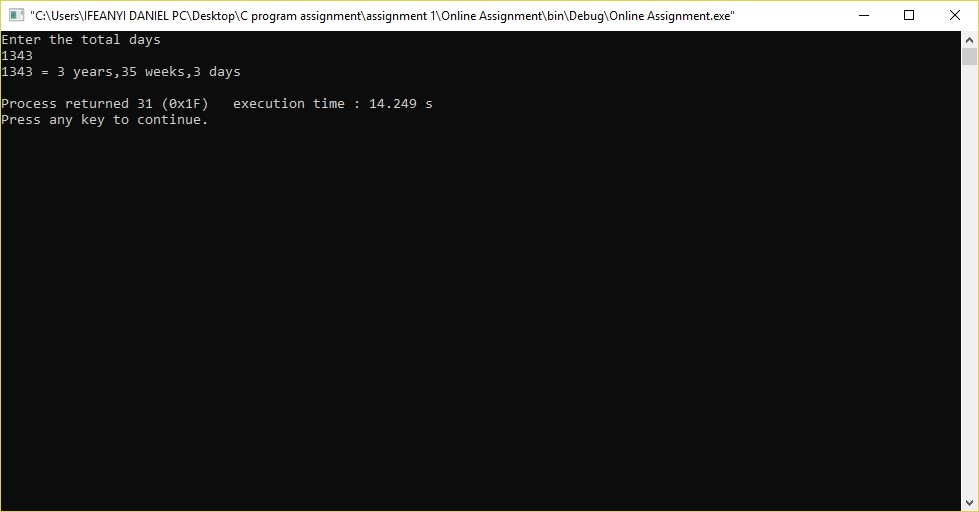 "C:\Users\IFEANYI DANIEL PC\Desktop\C program assignment\assignment 1\Online Assignment\bin\Debug\Online Assignment.exe"
Enter the total days
1343
1343 = 3 years,35 weeks,3 days
Process returned 31 (0x1F)   execution time : 14.249 s
Press any key to continue.